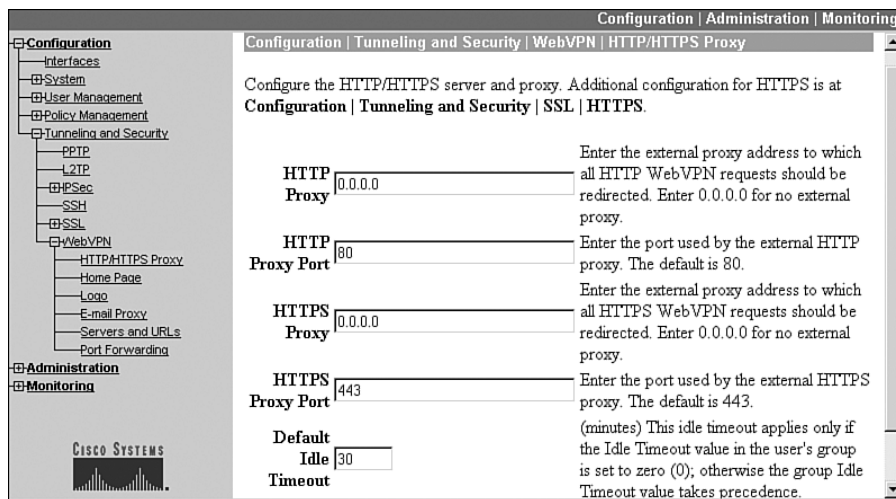 Configuration | Administration | Monitoring
Configuration
Interfaces
System
User Management
Policy Management
Tunneling and Security
PPTP
L2TP
IPSec
SSH
SSL
WebVPN
HTTP/HTTPS Proxy
Home Page
Logo
E-mail Proxy
Servers and URLs
Port Forwarding
Administration
Monitoring
CISCO SYSTEMS
Configuration | Tunneling and Security | WebVPN | HTTP/HTTPS Proxy
Configure the HTTP/HTTPS server and proxy. Additional configuration for HTTPS is at
Configuration | Tunneling and Security | SSL | HTTPS.
HTTP
Proxy
0.0.0.0
Enter the external proxy address to which
all HTTP WebVPN requests should be
redirected. Enter 0.0.0.0 for no external
proxy.
HTTP
Proxy Port
80
Enter the port used by the external HTTP
proxy. The default is 80.
HTTPS
Proxy
0.0.0.0
Enter the external proxy address to which
all HTTPS WebVPN requests should be
redirected. Enter 0.0.0.0 for no external
proxy.
HTTPS
Proxy Port
443
Enter the port used by the external HTTPS
proxy. The default is 443.
Default
Idle
Timeout
30
(minutes) This idle timeout applies only if
the Idle Timeout value in the user's group
is set to zero (0); otherwise the group Idle
Timeout value takes precedence.